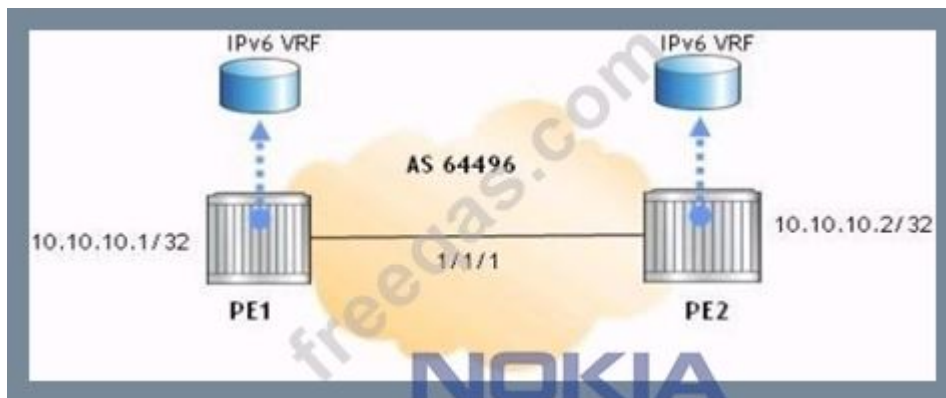 IPv6 VRF
IPv6 VRF
AS 64496
10.10.10.1/32
10.10.10.2/32
1/1/1
PE1
PE2
freeqas.com
NOKIA